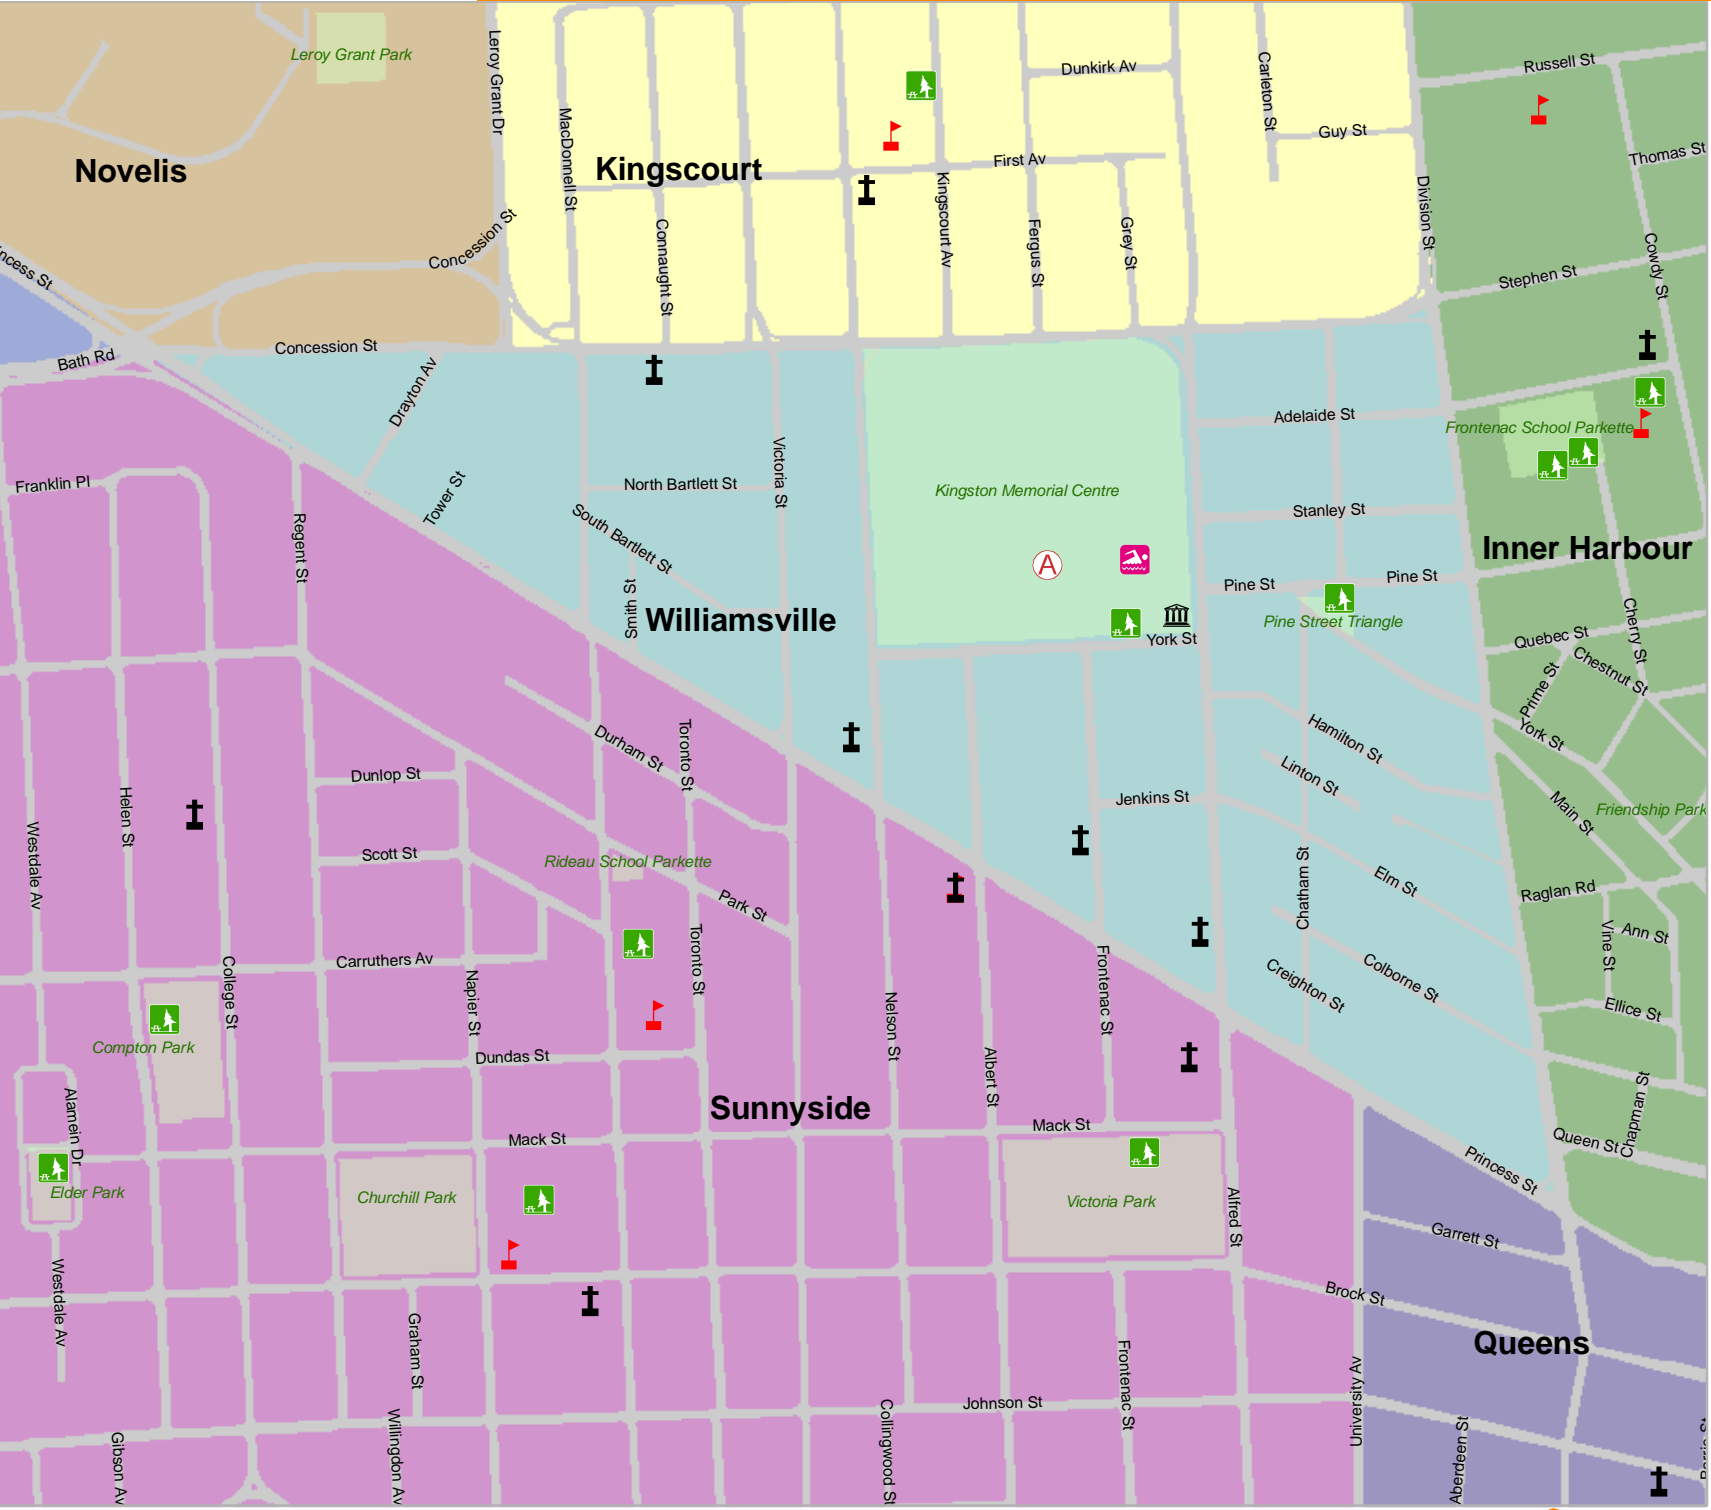 Leroy Grant Park
Leroy Grant Dr
Dunkirk Av
Carleton St
Russell St
MacDonnell St
Guy St
Thomas St
Novelis
Kingscourt
First Av
Kingscourt Av
Division St
Concession St
Connaught St
Fergus St
Grey St
Cowdy St
Stephen St
ncess St
Bath Rd
Concession St
Drayton Av
Adelaide St
Frontenac School Parkette
Victoria St
Franklin Pl
Tower St
North Bartlett St
Kingston Memorial Centre
Stanley St
Regent St
South Bartlett St
Inner Harbour
A
Pine St
Pine St
Smith St
Williamsville
York St
Pine Street Triangle
Quebec St
Cherry St
Chestnut St
Prime St
Toronto St
Durham St
Hamilton St
York St
Dunlop St
Linton St
Jenkins St
Main St
Friendship Park
Helen St
Westdale Av
Scott St
Rideau School Parkette
Chatham St
Elm St
Raglan Rd
Park St
Ann St
Vine St
Carruthers Av
Toronto St
College St
Napier St
Frontenac St
Colborne St
Creighton St
Nelson St
Ellice St
Compton Park
Dundas St
Albert St
Alamein Dr
Sunnyside
Chapman St
Mack St
Mack St
Queen St
Princess St
Elder Park
Churchill Park
Victoria Park
Alfred St
Garrett St
Westdale Av
Brock St
Graham St
Queens
Frontenac St
University Av
Johnson St
Gibson Av
Willingdon Av
Collingwood St
Aberdeen St